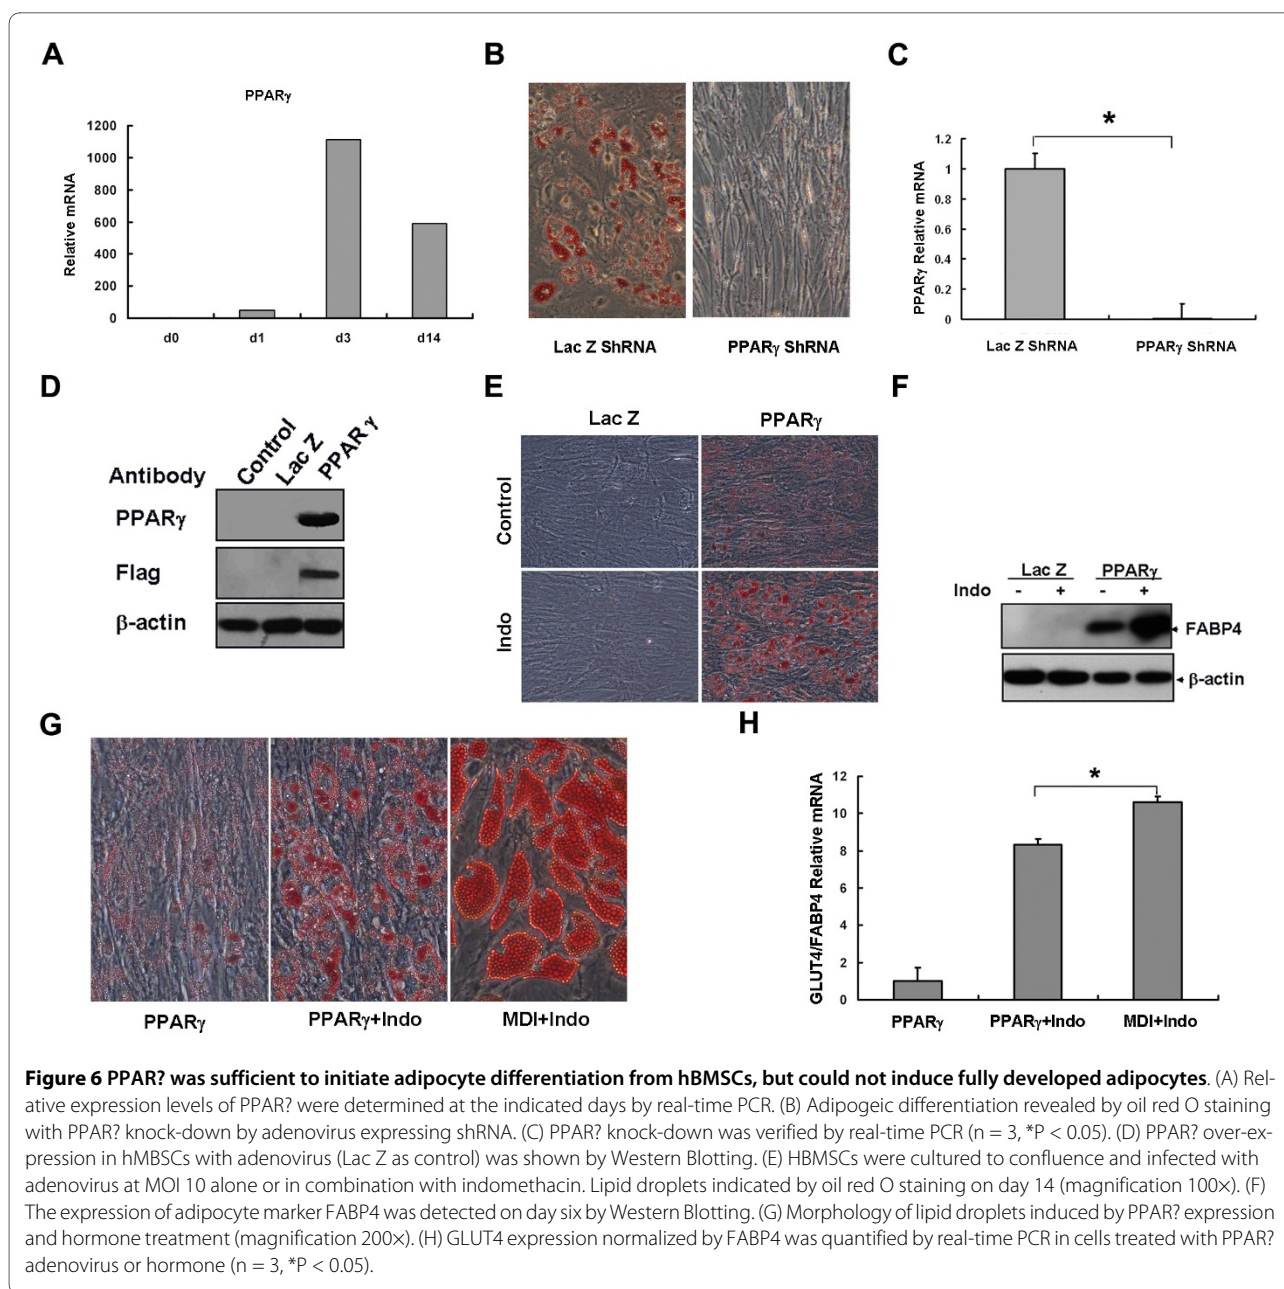 A
PPARγ
1200
1000
800
600
400
200
0
Relative mRNA
d0 d1 d3 d14
B
Lac Z ShRNA PPARγ ShRNA
C
*
1.2
1
0.8
0.6
0.4
0.2
0
PPARγ Relative mRNA
Lac Z ShRNA PPARγ ShRNA
D
Antibody Control Lac Z PPAR γ
PPARγ
Flag
β-actin
E
Lac Z PPARγ
Control
Indo
F
Lac Z PPARγ
Indo - + - +
FABP4
β-actin
G
PPARγ PPARγ+Indo MDI+Indo
H
*
12
10
8
6
4
2
0
GLUT4/FABP4 Relative mRNA
PPARγ PPARγ+Indo MDI+Indo
Figure 6 PPAR? was sufficient to initiate adipocyte differentiation from hBMSCs, but could not induce fully developed adipocytes. (A) Rel-
ative expression levels of PPAR? were determined at the indicated days by real-time PCR. (B) Adipogeic differentiation revealed by oil red O staining
with PPAR? knock-down by adenovirus expressing shRNA. (C) PPAR? knock-down was verified by real-time PCR (n = 3, *P < 0.05). (D) PPAR? over-ex-
pression in hMBSCs with adenovirus (Lac Z as control) was shown by Western Blotting. (E) HBMSCs were cultured to confluence and infected with
adenovirus at MOI 10 alone or in combination with indomethacin. Lipid droplets indicated by oil red O staining on day 14 (magnification 100×). (F)
The expression of adipocyte marker FABP4 was detected on day six by Western Blotting. (G) Morphology of lipid droplets induced by PPAR? expression
and hormone treatment (magnification 200×). (H) GLUT4 expression normalized by FABP4 was quantified by real-time PCR in cells treated with PPAR?
adenovirus or hormone (n = 3, *P < 0.05).